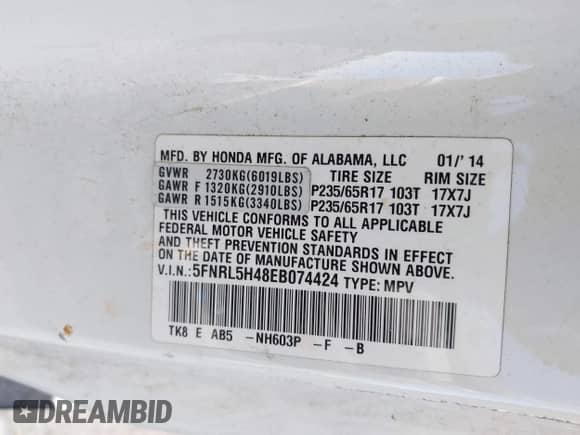 MFD. BY HONDA MFG. OF ALABAMA, LLC 01/'14
GVWR 2730KG(6019LBS) TIRE SIZE RIM SIZE
GAWR F 1320KG(2910LBS) P235/65R17 103T 17X7J
GAWR R 1515KG(3340LBS) P235/65R17 103T 17X7J
THIS VEHICLE CONFORMS TO ALL APPLICABLE
FEDERAL MOTOR VEHICLE SAFETY
AND THEFT PREVENTION STANDARDS IN EFFECT
ON THE DATE OF MANUFACTURE SHOWN ABOVE.
V.I.N.: 5FNRL5H48EB074424 TYPE: MPV
TK8 E AB5 -NH603P -F -B
DREAMBID